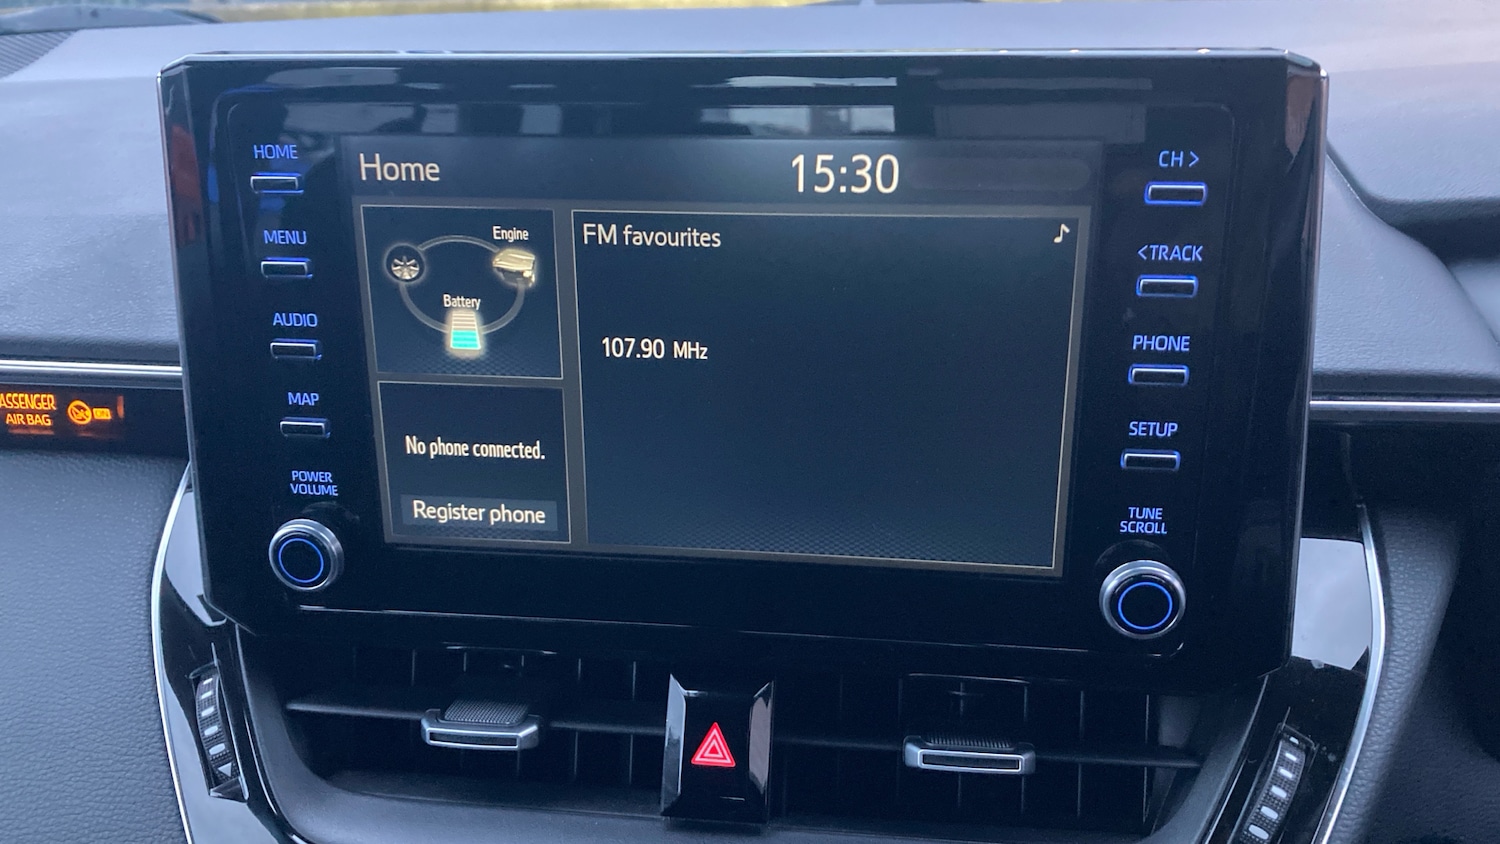 HOME
MENU
AUDIO
MAP
POWER
VOLUME
Home
15:30
Engine
Battery
FM favourites
107.90 MHz
No phone connected.
Register phone
CH >
<TRACK
PHONE
SETUP
TUNE
SCROLL
ASSENGER
AIR BAG
ON